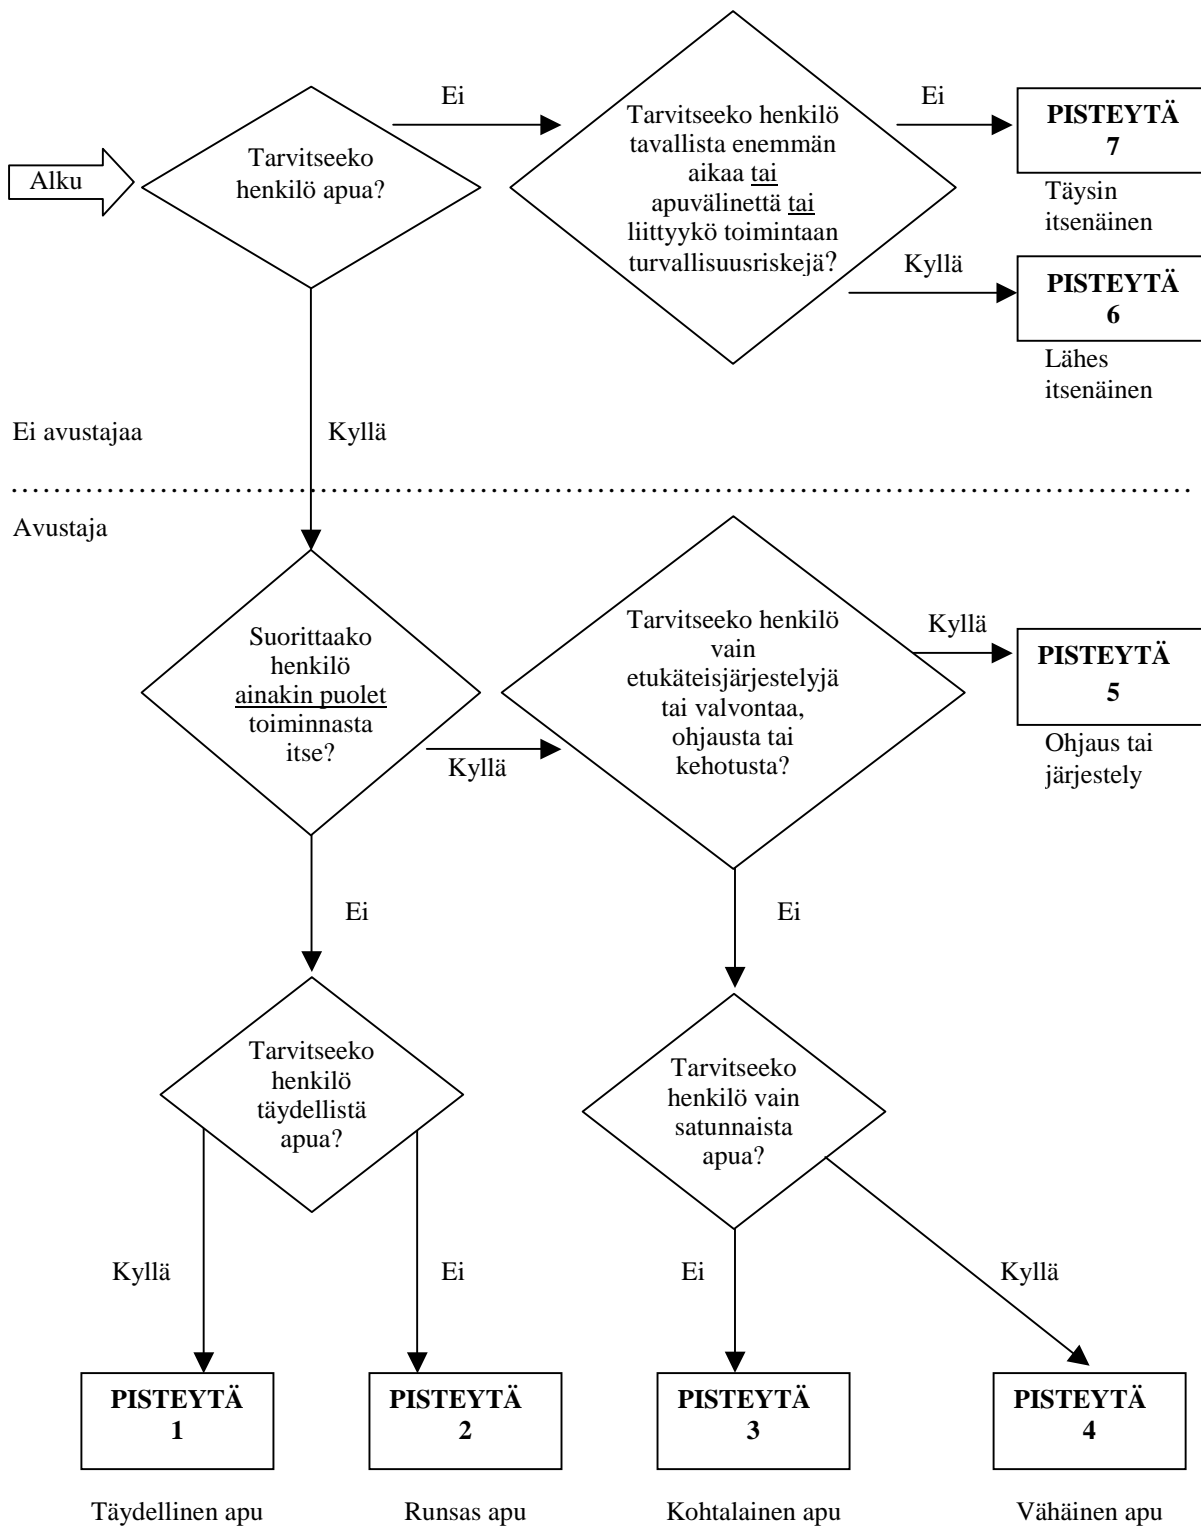 Alku
Tarvitseeko
henkilö apua?
Ei
Tarvitseeko henkilö
tavallista enemmän
aikaa tai
apuvälinettä tai
liittyykö toimintaan
turvallisuusriskejä?
Ei
PISTEYTÄ
7
Täysin
itsenäinen
Kyllä
PISTEYTÄ
6
Lähes
itsenäinen
Ei avustajaa
Kyllä
Avustaja
Suorittaako
henkilö
ainakin puolet
toiminnasta
itse?
Kyllä
Tarvitseeko henkilö
vain
etukäteisjärjestelyjä
tai valvontaa,
ohjausta tai
kehotusta?
Kyllä
PISTEYTÄ
5
Ohjaus tai
järjestely
Ei
Ei
Tarvitseeko
henkilö
täydellistä
apua?
Tarvitseeko
henkilö vain
satunnaista
apua?
Kyllä
Ei
Ei
Kyllä
PISTEYTÄ
1
PISTEYTÄ
2
PISTEYTÄ
3
PISTEYTÄ
4
Täydellinen apu
Runsas apu
Kohtalainen apu
Vähäinen apu